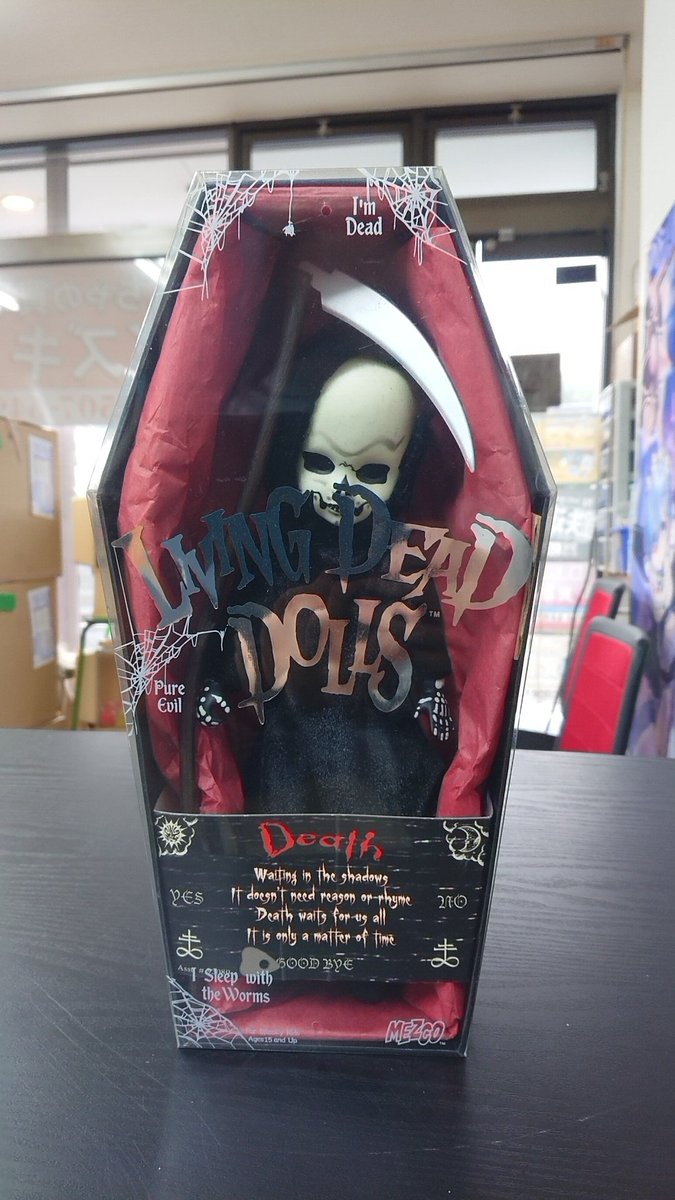 I'm
Dead
LIVING DEAD
DOLLS™
Pure
Evil
Death
Waiting in the shadows
It doesn't need reason or rhyme
Death waits for us all
It is only a matter of time
YES
NO
GOOD BYE
I Sleep with
the Worms
Ages 15 and Up
MEZCO